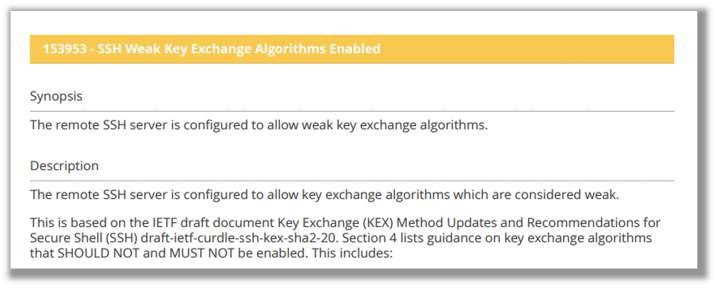 153953 - SSH Weak Key Exchange Algorithms Enabled
Synopsis
The remote SSH server is configured to allow weak key exchange algorithms.
Description
The remote SSH server is configured to allow key exchange algorithms which are considered weak.
This is based on the IETF draft document Key Exchange (KEX) Method Updates and Recommendations for
Secure Shell (SSH) draft-ietf-curdle-ssh-kex-sha2-20. Section 4 lists guidance on key exchange algorithms
that SHOULD NOT and MUST NOT be enabled. This includes: